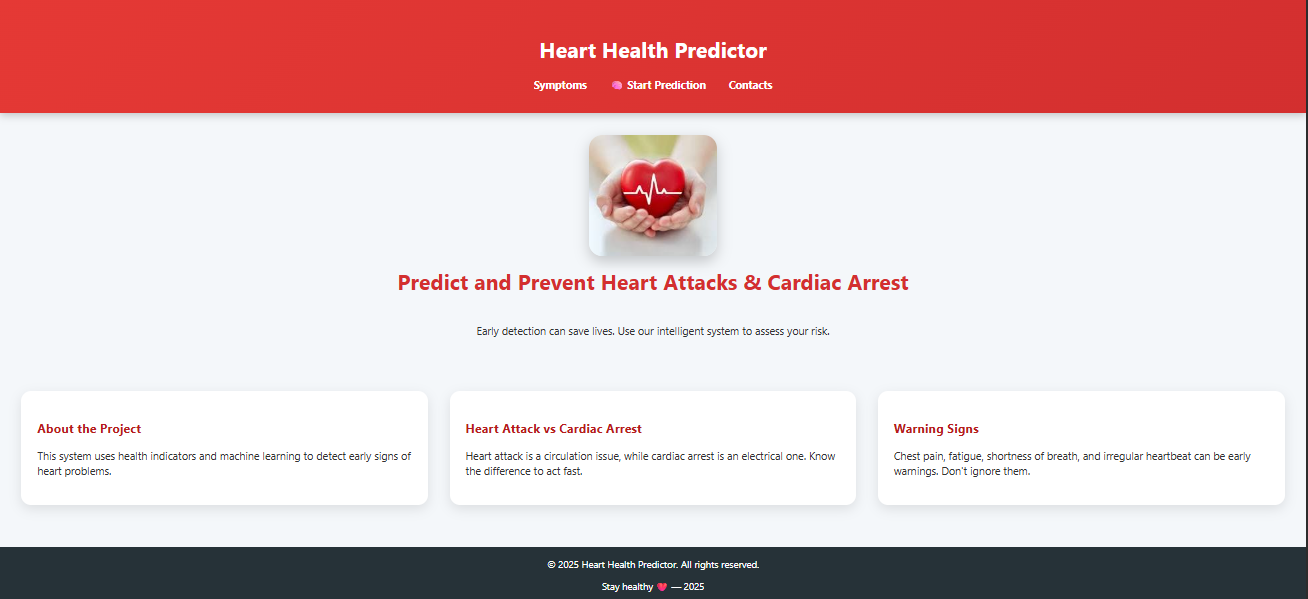 Heart Health Predictor
Symptoms 🧠 Start Prediction Contacts
Predict and Prevent Heart Attacks & Cardiac Arrest
Early detection can save lives. Use our intelligent system to assess your risk.
About the Project
This system uses health indicators and machine learning to detect early signs of
heart problems.
Heart Attack vs Cardiac Arrest
Heart attack is a circulation issue, while cardiac arrest is an electrical one. Know
the difference to act fast.
Warning Signs
Chest pain, fatigue, shortness of breath, and irregular heartbeat can be early
warnings. Don't ignore them.
© 2025 Heart Health Predictor. All rights reserved.
Stay healthy ❤️ — 2025